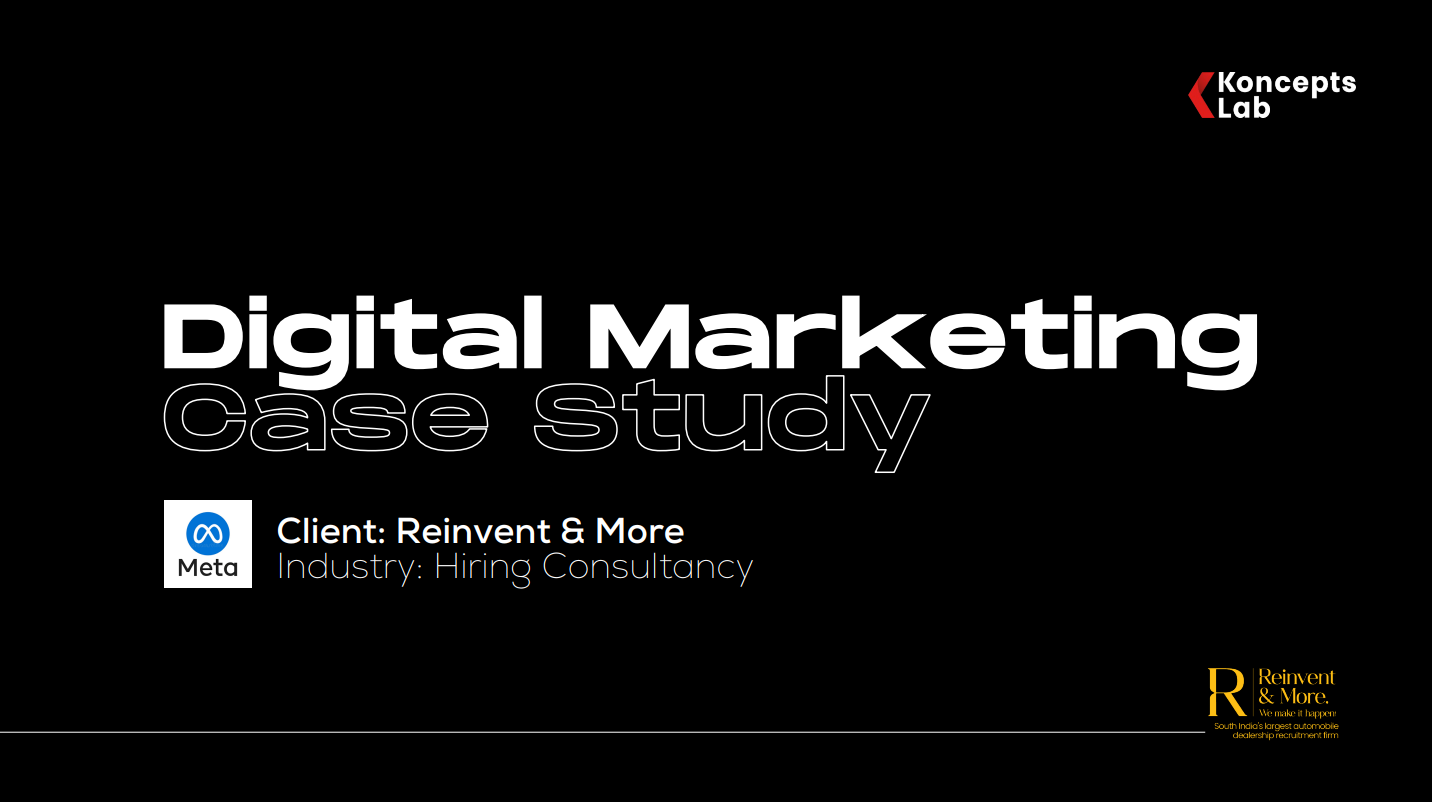 Koncepts
Lab
Digital Marketing
Case Study
Meta
Client: Reinvent & More
Industry: Hiring Consultancy
R
Reinvent
& More.
We make it happen!
South India's largest automobile
dealership recruitment firm